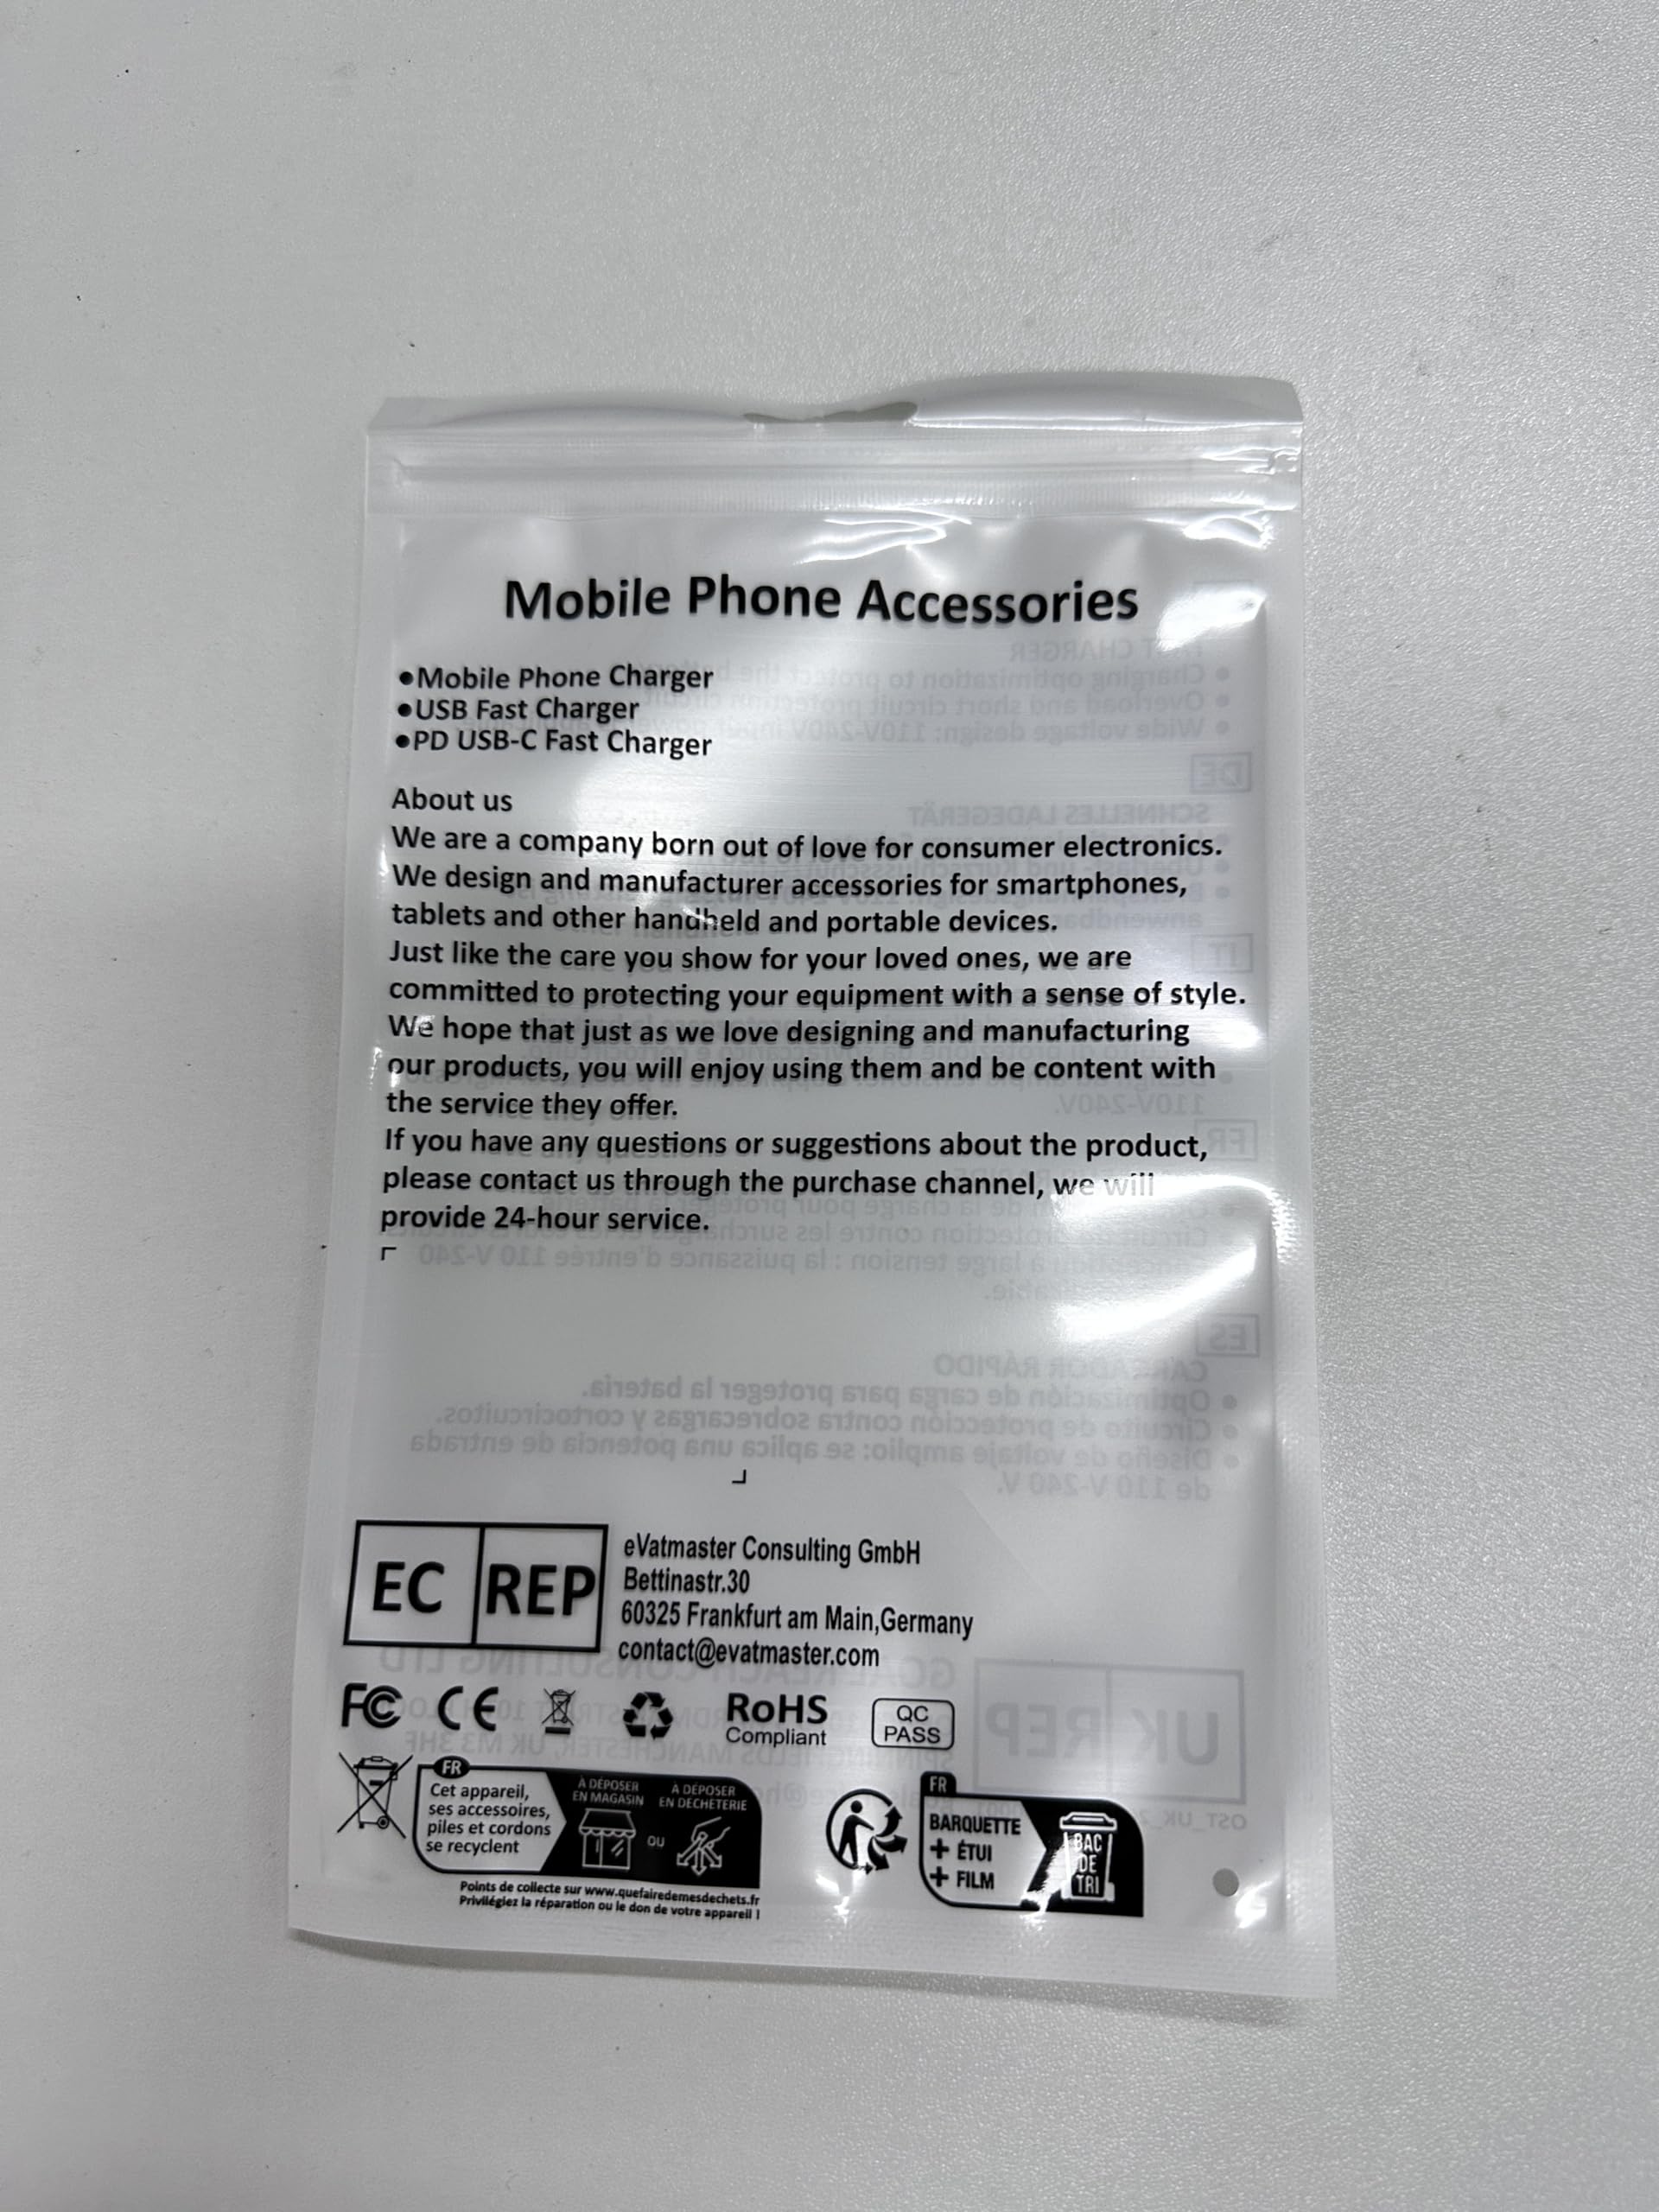 Mobile Phone Accessories
•Mobile Phone Charger
•USB Fast Charger
•PD USB-C Fast Charger
About us
We are a company born out of love for consumer electronics.
We design and manufacturer accessories for smartphones,
tablets and other handheld and portable devices.
Just like the care you show for your loved ones, we are
committed to protecting your equipment with a sense of style.
We hope that just as we love designing and manufacturing
our products, you will enjoy using them and be content with
the service they offer.
If you have any questions or suggestions about the product,
please contact us through the purchase channel, we will
provide 24-hour service.
EC REP
eVatmaster Consulting GmbH
Bettinastr.30
60325 Frankfurt am Main,Germany
contact@evatmaster.com
FC CE
RoHS
Compliant
QC
PASS
FR
Cet appareil,
ses accessoires,
piles et cordons
se recyclent
À DÉPOSER
EN MAGASIN
OU
À DÉPOSER
EN DÉCHÈTERIE
Points de collecte sur www.quefairedemesdechets.fr
Privilégiez la réparation ou le don de votre appareil !
FR
BARQUETTE
+ ÉTUI
+ FILM
BAC
DE
TRI